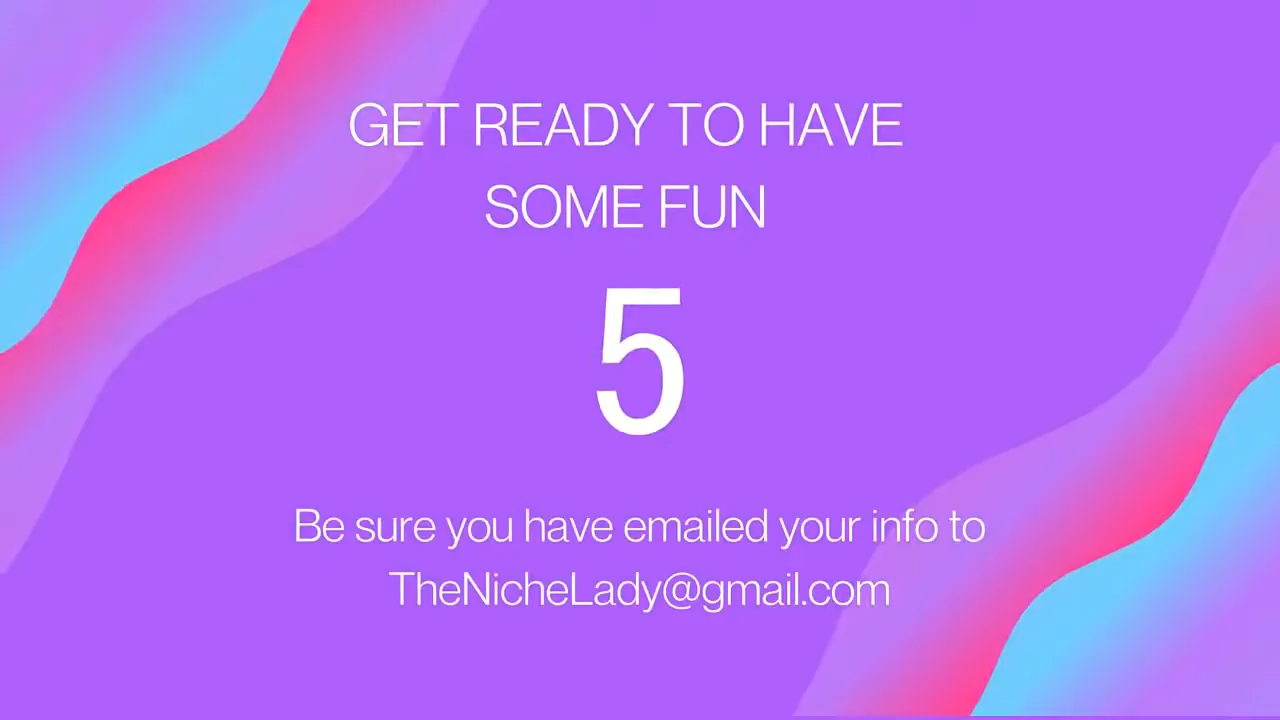 GET READY TO HAVE
SOME FUN
5
Be sure you have emailed your info to
TheNicheLady@gmail.com